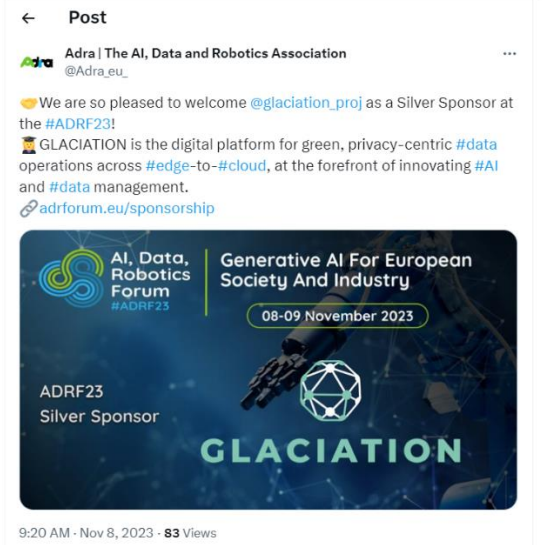 Post
Adra | The AI, Data and Robotics Association
@Adra_eu_
🤝We are so pleased to welcome @glaciation_proj as a Silver Sponsor at
the #ADRF23!
👩‍🎓GLACIATION is the digital platform for green, privacy-centric #data
operations across #edge-to-#cloud, at the forefront of innovating #AI
and #data management.
🔗adrforum.eu/sponsorship
AI, Data,
Robotics
Forum
#ADRF23
Generative AI For European
Society And Industry
08-09 November 2023
ADRF23
Silver Sponsor
GLACIATION
9:20 AM · Nov 8, 2023 · 83 Views